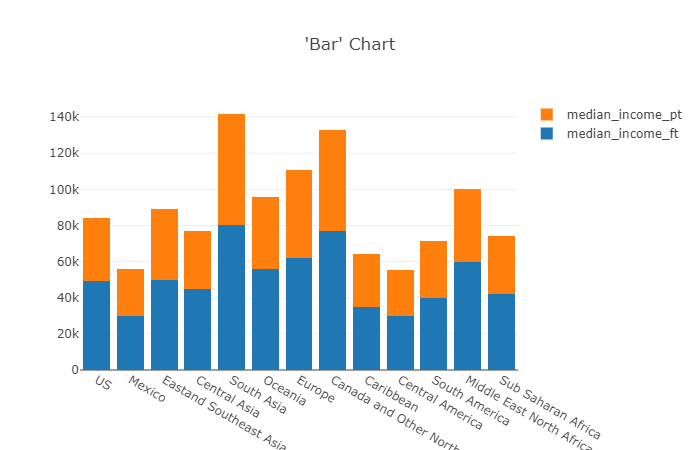 'Bar' Chart
140k
120k
100k
80k
60k
40k
20k
0
median_income_pt
median_income_ft
US
Mexico
Eastand Southeast Asia
Central Asia
South Asia
Oceania
Europe
Canada and Other North
Caribbean
Central America
South America
Middle East North Africa
Sub Saharan Africa